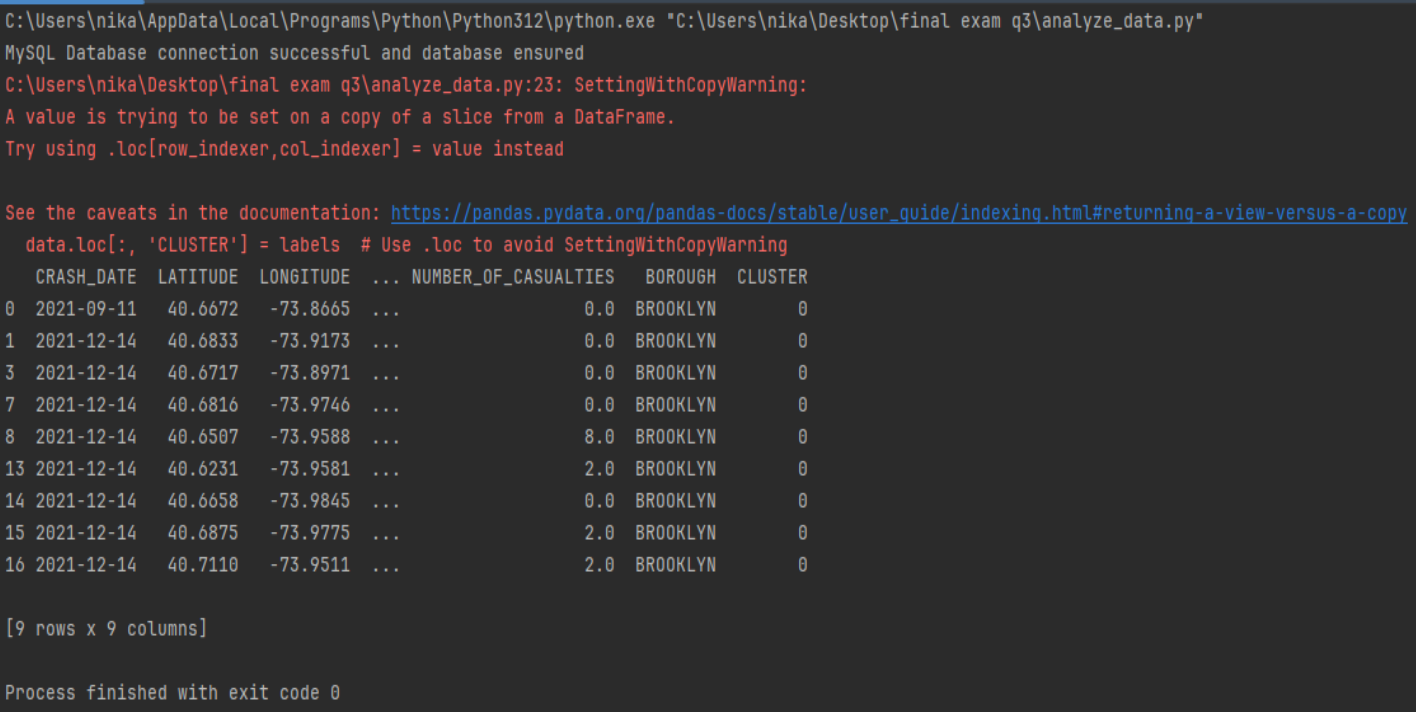 C:\Users\nika\AppData\Local\Programs\Python\Python312\python.exe "C:\Users\nika\Desktop\final exam q3\analyze_data.py"
MySQL Database connection successful and database ensured
C:\Users\nika\Desktop\final exam q3\analyze_data.py:23: SettingWithCopyWarning:
A value is trying to be set on a copy of a slice from a DataFrame.
Try using .loc[row_indexer,col_indexer] = value instead

See the caveats in the documentation: https://pandas.pydata.org/pandas-docs/stable/user_guide/indexing.html#returning-a-view-versus-a-copy
  data.loc[:, 'CLUSTER'] = labels  # Use .loc to avoid SettingWithCopyWarning
   CRASH_DATE  LATITUDE  LONGITUDE  ... NUMBER_OF_CASUALTIES   BOROUGH  CLUSTER
0  2021-09-11   40.6672   -73.8665  ...                  0.0  BROOKLYN        0
1  2021-12-14   40.6833   -73.9173  ...                  0.0  BROOKLYN        0
3  2021-12-14   40.6717   -73.8971  ...                  0.0  BROOKLYN        0
7  2021-12-14   40.6816   -73.9746  ...                  0.0  BROOKLYN        0
8  2021-12-14   40.6507   -73.9588  ...                  8.0  BROOKLYN        0
13 2021-12-14   40.6231   -73.9581  ...                  2.0  BROOKLYN        0
14 2021-12-14   40.6658   -73.9845  ...                  0.0  BROOKLYN        0
15 2021-12-14   40.6875   -73.9775  ...                  2.0  BROOKLYN        0
16 2021-12-14   40.7110   -73.9511  ...                  2.0  BROOKLYN        0

[9 rows x 9 columns]

Process finished with exit code 0